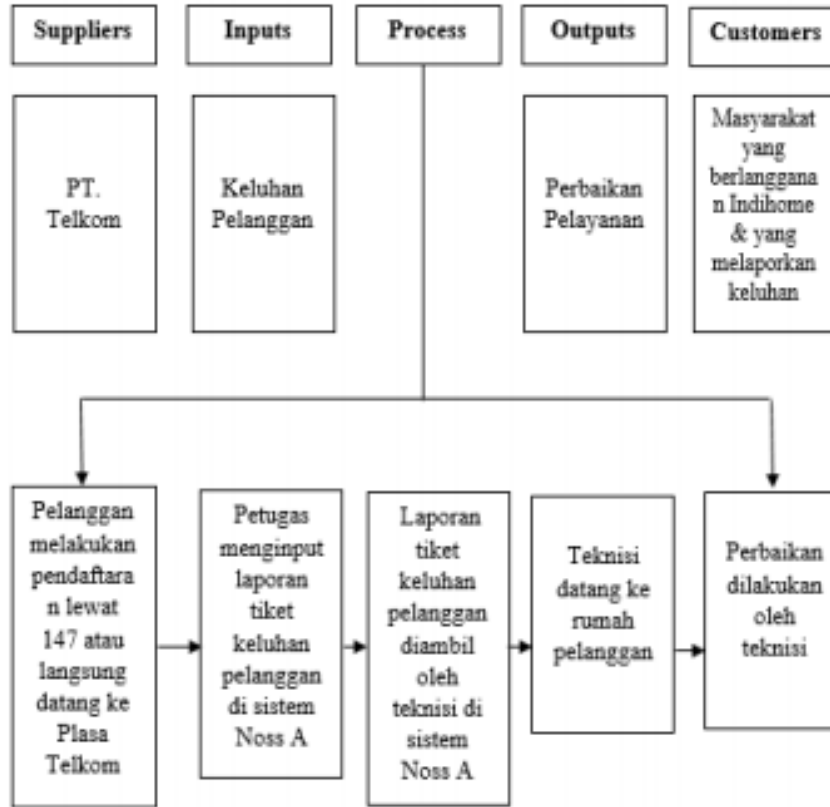 Suppliers
Inputs
Process
Outputs
Customers
PT.
Telkom
Keluhan
Pelanggan
Perbaikan
Pelayanan
Masyarakat
yang
berlanggana
n Indihome
& yang
melaporkan
keluhan
Pelanggan
melakukan
pendaftara
n lewat
147 atau
langsung
datang ke
Plasa
Telkom
Petugas
menginput
laporan
tiket
keluhan
pelanggan
di sistem
Noss A
Laporan
tiket
keluhan
pelanggan
diambil
oleh
teknisi di
sistem
Noss A
Teknisi
datang ke
rumah
pelanggan
Perbaikan
dilakukan
oleh
teknisi